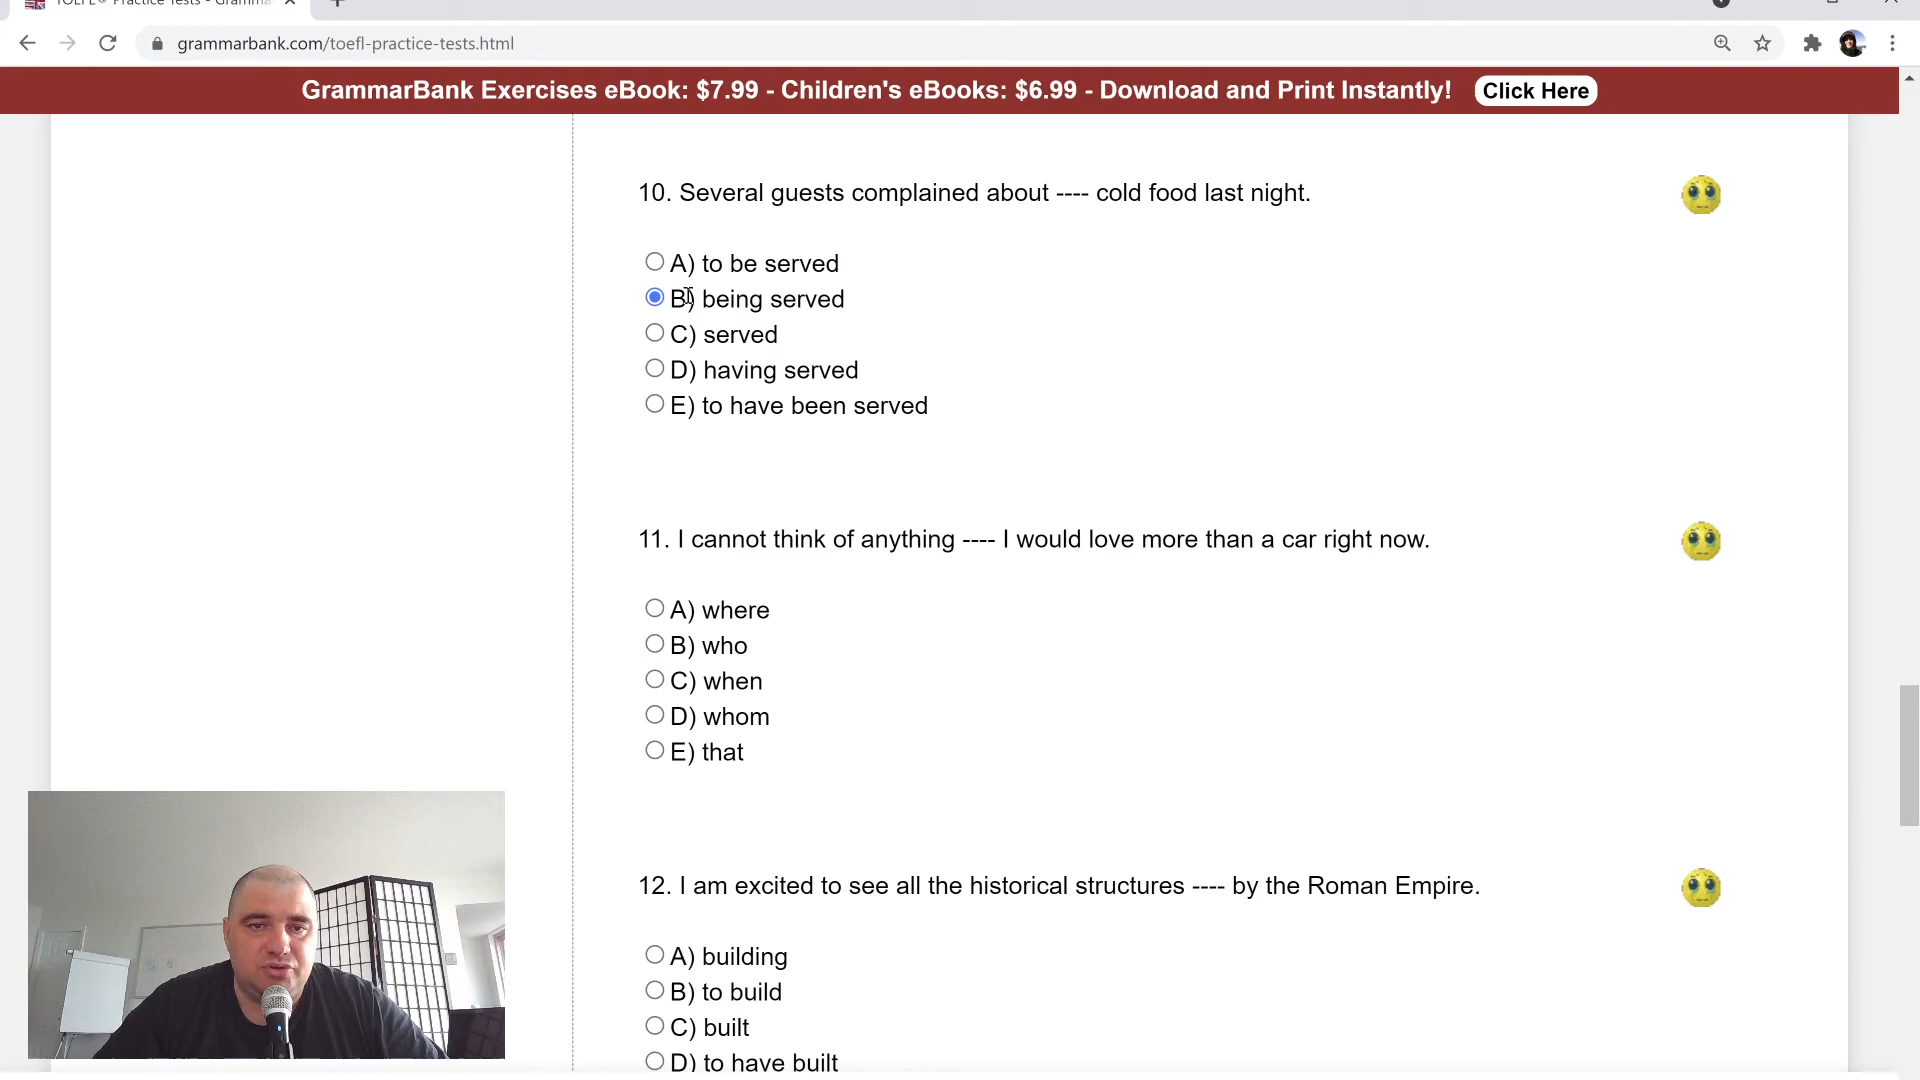 TOEFL® Practice Tests - Gramma
grammarbank.com/toefl-practice-tests.html
GrammarBank Exercises eBook: $7.99 - Children's eBooks: $6.99 - Download and Print Instantly! Click Here
10. Several guests complained about ---- cold food last night.
A) to be served
B) being served
C) served
D) having served
E) to have been served
11. I cannot think of anything ---- I would love more than a car right now.
A) where
B) who
C) when
D) whom
E) that
12. I am excited to see all the historical structures ---- by the Roman Empire.
A) building
B) to build
C) built
D) to have built